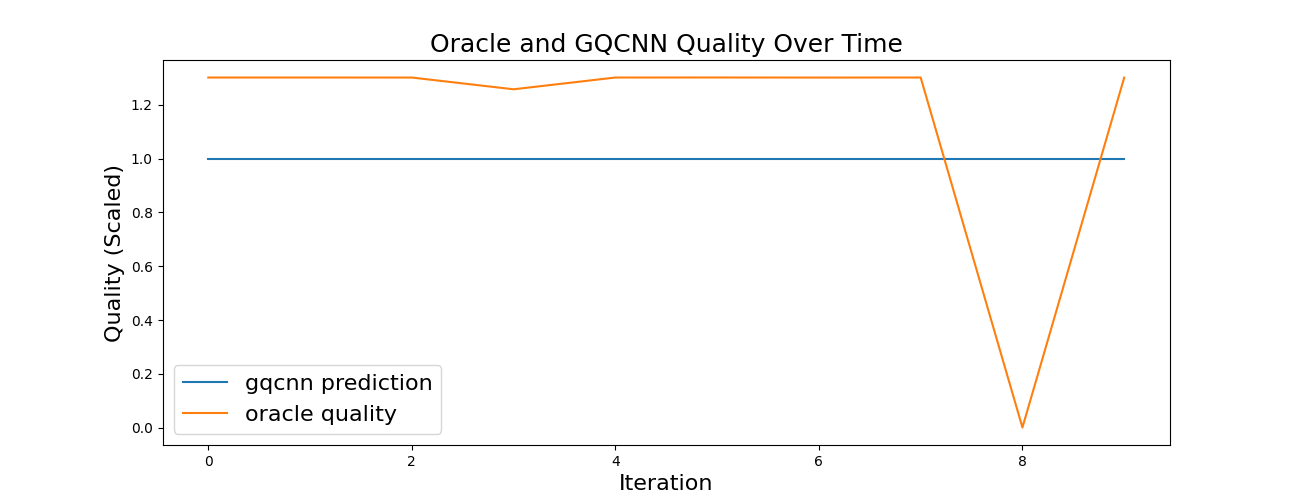 Oracle and GQCNN Quality Over Time
Quality (Scaled)
1.2
1.0
0.8
0.6
0.4
0.2
0.0
gqcnn prediction
oracle quality
0 2 4 6 8
Iteration